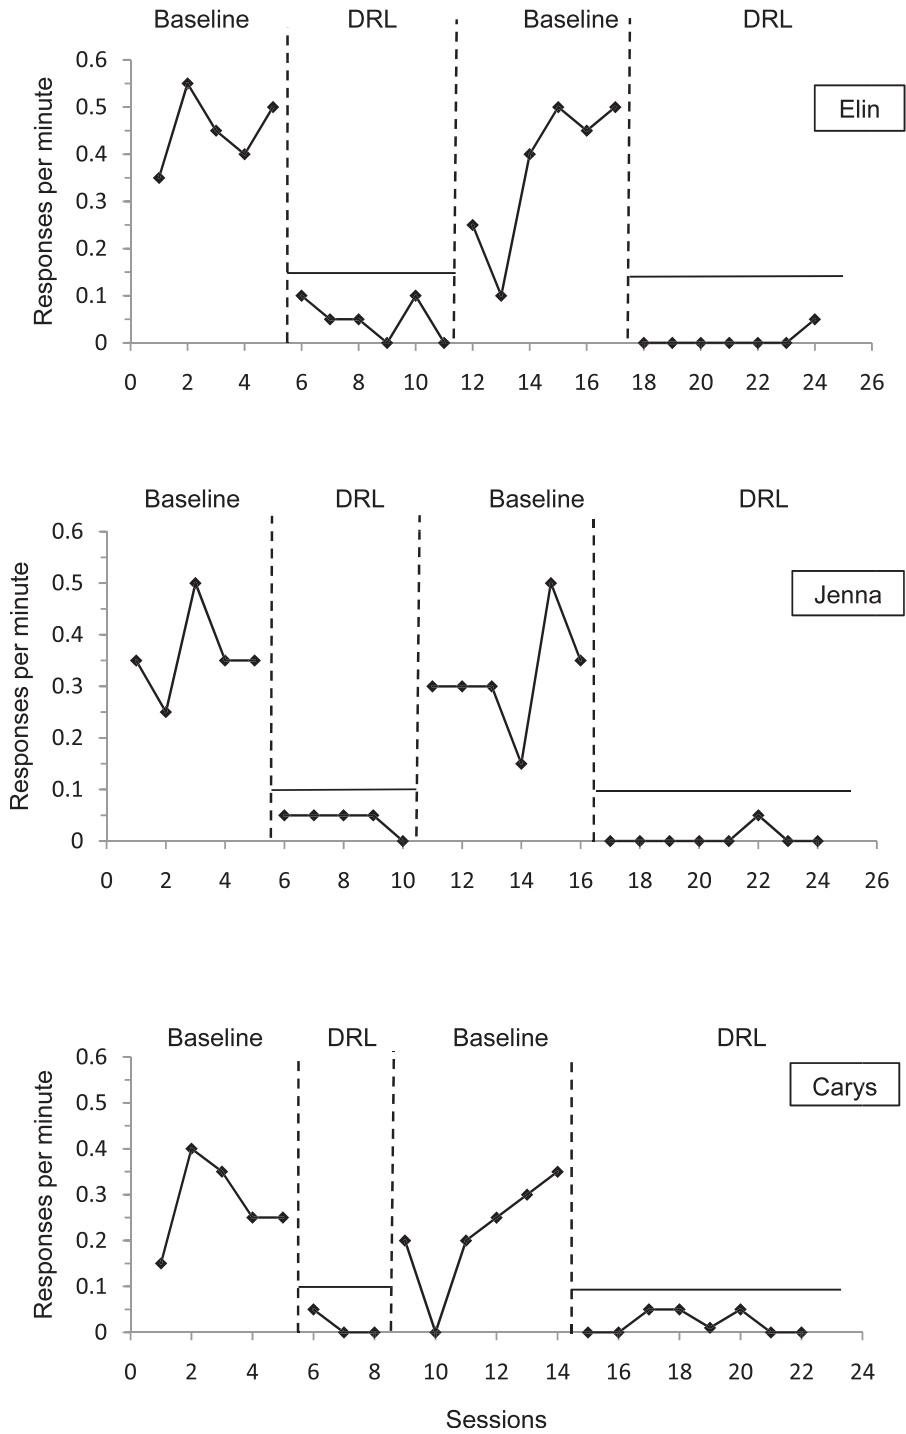 Baseline DRL Baseline DRL
0.6
0.5
0.4
0.3
0.2
0.1
0
Responses per minute
Elin
0 2 4 6 8 10 12 14 16 18 20 22 24 26
Baseline DRL Baseline DRL
0.6
0.5
0.4
0.3
0.2
0.1
0
Responses per minute
Jenna
0 2 4 6 8 10 12 14 16 18 20 22 24 26
Baseline DRL Baseline DRL
0.6
0.5
0.4
0.3
0.2
0.1
0
Responses per minute
Carys
0 2 4 6 8 10 12 14 16 18 20 22 24
Sessions